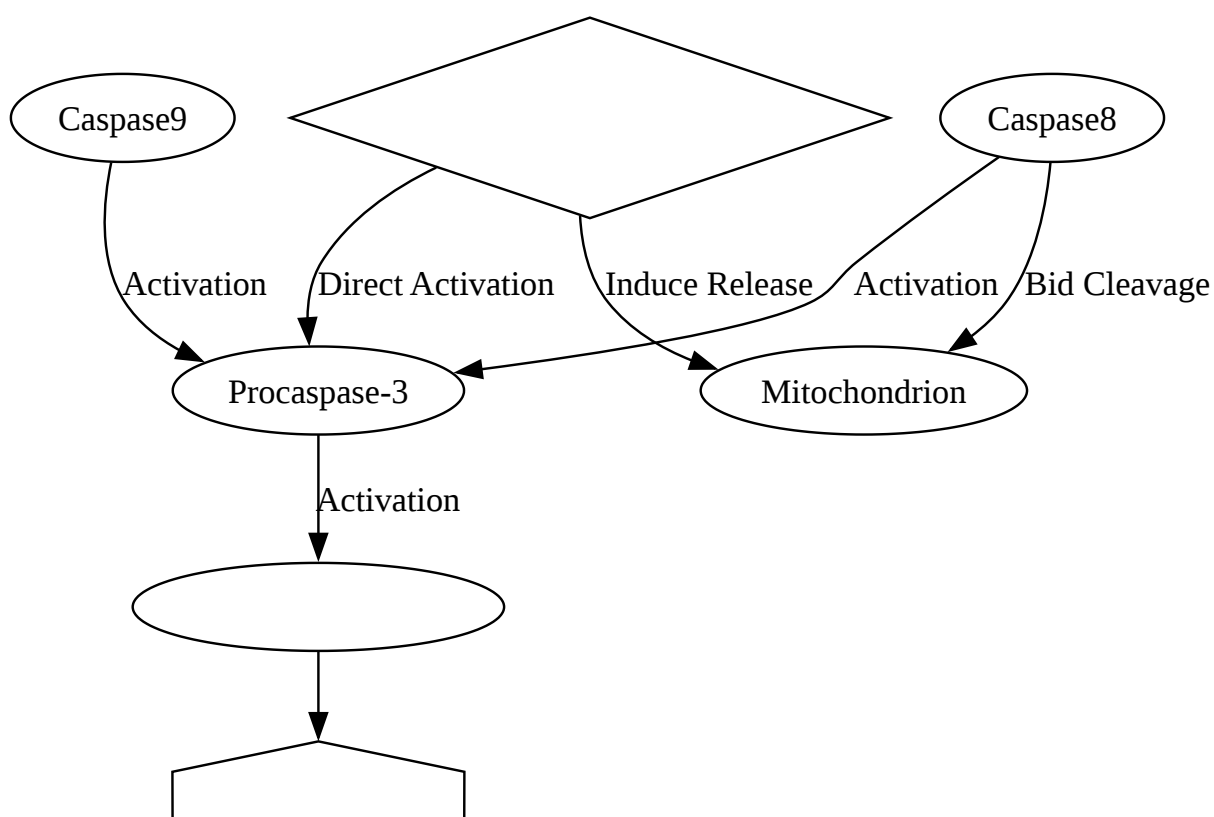 Caspase9
Caspase8
Activation
Direct Activation
Induce Release
Activation
Bid Cleavage
Procaspase-3
Mitochondrion
Activation